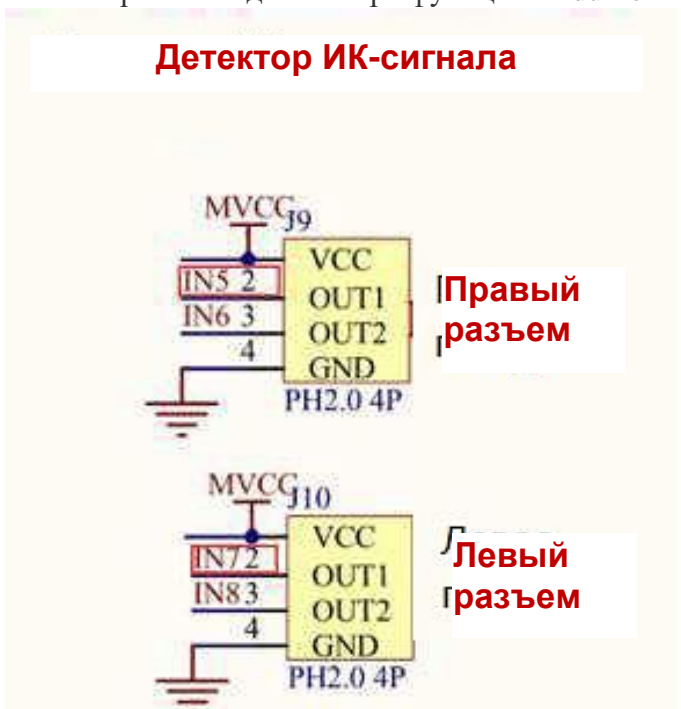 Детектор ИК-сигнала
MVCC
J9
VCC
IN5 2
OUT1
IN6 3
OUT2
4
GND
PH2.0 4P
Правый
разъем
MVCC
J10
VCC
IN7 2
OUT1
IN8 3
OUT2
4
GND
PH2.0 4P
Левый
разъем